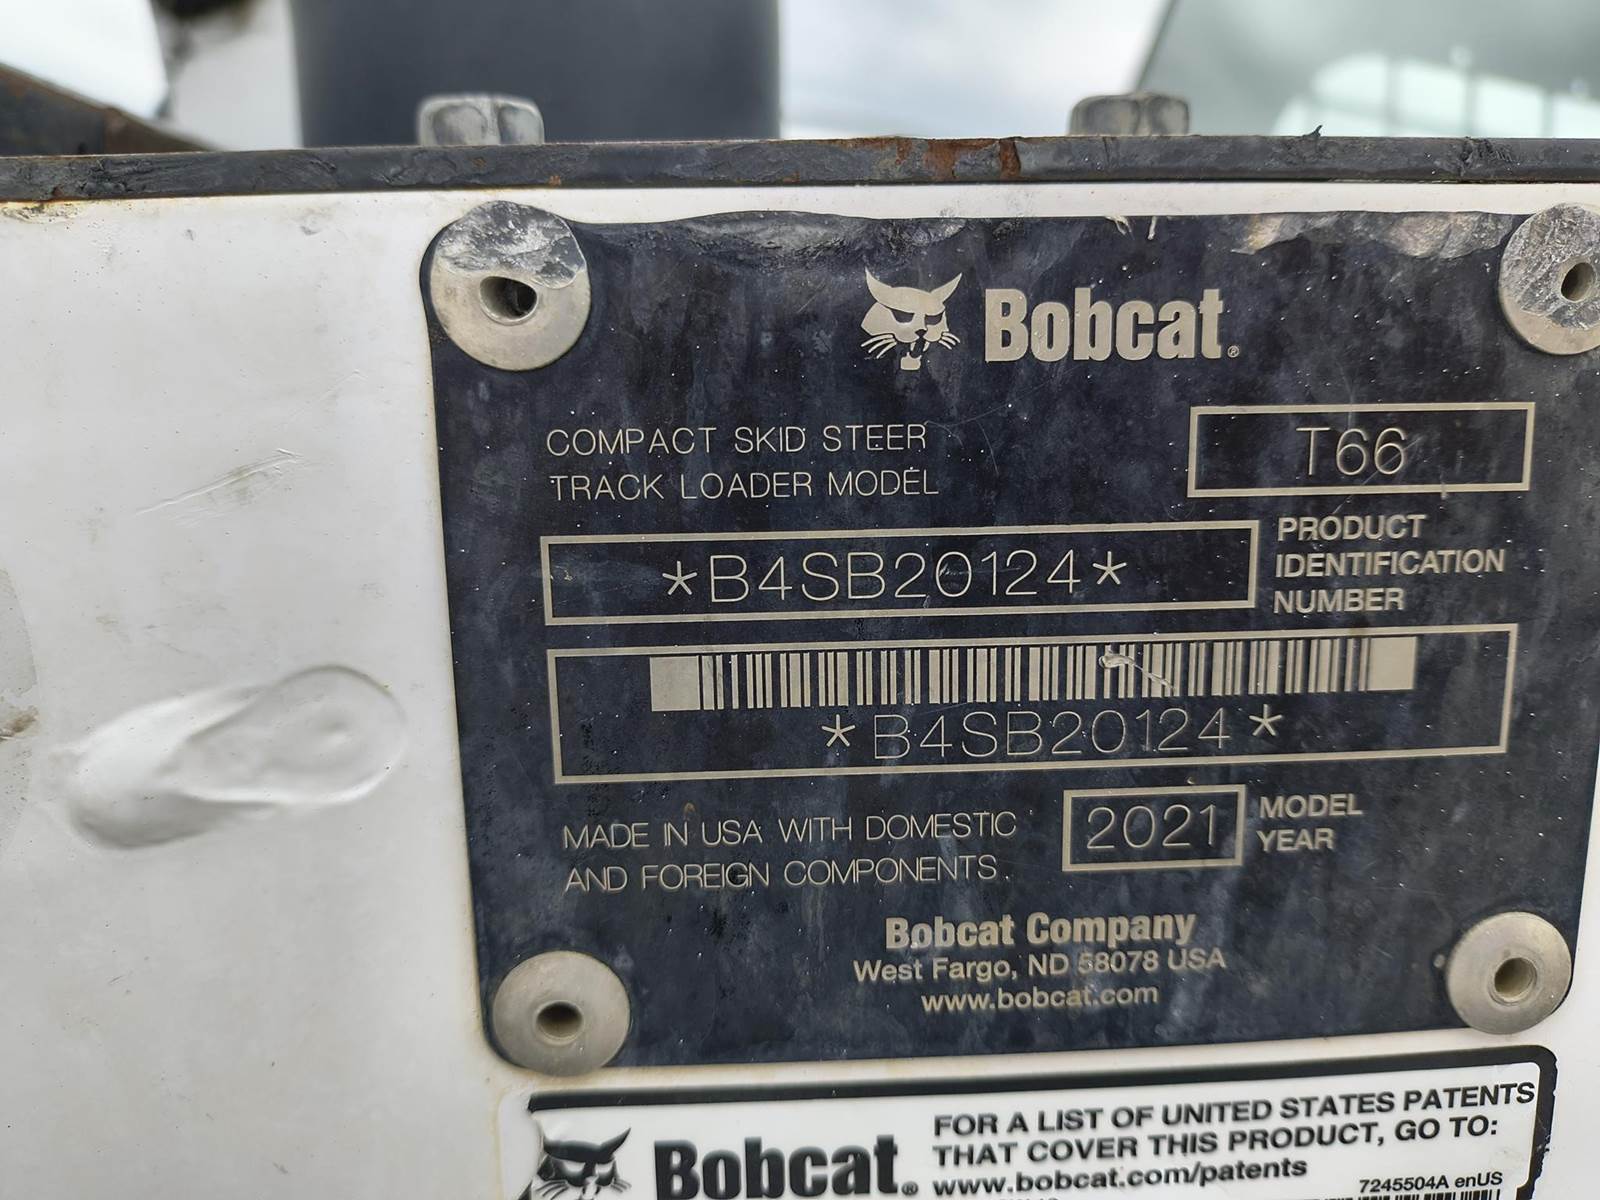 Bobcat®
COMPACT SKID STEER
TRACK LOADER MODEL
T66
*B4SB20124*
PRODUCT
IDENTIFICATION
NUMBER
*B4SB20124*
MADE IN USA WITH DOMESTIC
AND FOREIGN COMPONENTS.
2021
MODEL
YEAR
Bobcat Company
West Fargo, ND 58078 USA
www.bobcat.com
Bobcat®
FOR A LIST OF UNITED STATES PATENTS
THAT COVER THIS PRODUCT, GO TO:
www.bobcat.com/patents
7245504A enUS